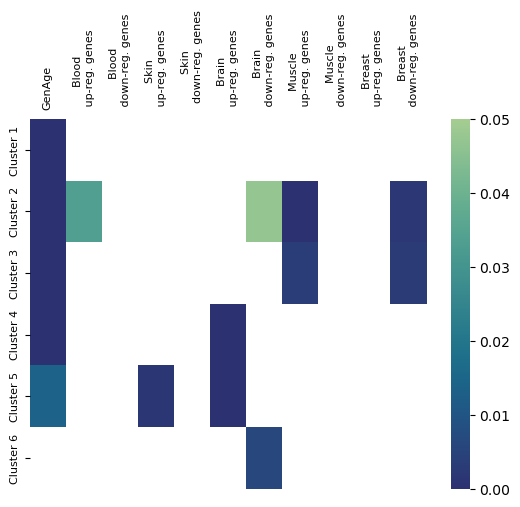 GenAge
Blood
up-reg. genes
Blood
down-reg. genes
Skin
up-reg. genes
Skin
down-reg. genes
Brain
up-reg. genes
Brain
down-reg. genes
Muscle
up-reg. genes
Muscle
down-reg. genes
Breast
up-reg. genes
Breast
down-reg. genes
Cluster 1
Cluster 2
Cluster 3
Cluster 4
Cluster 5
Cluster 6
0.05
0.04
0.03
0.02
0.01
0.00